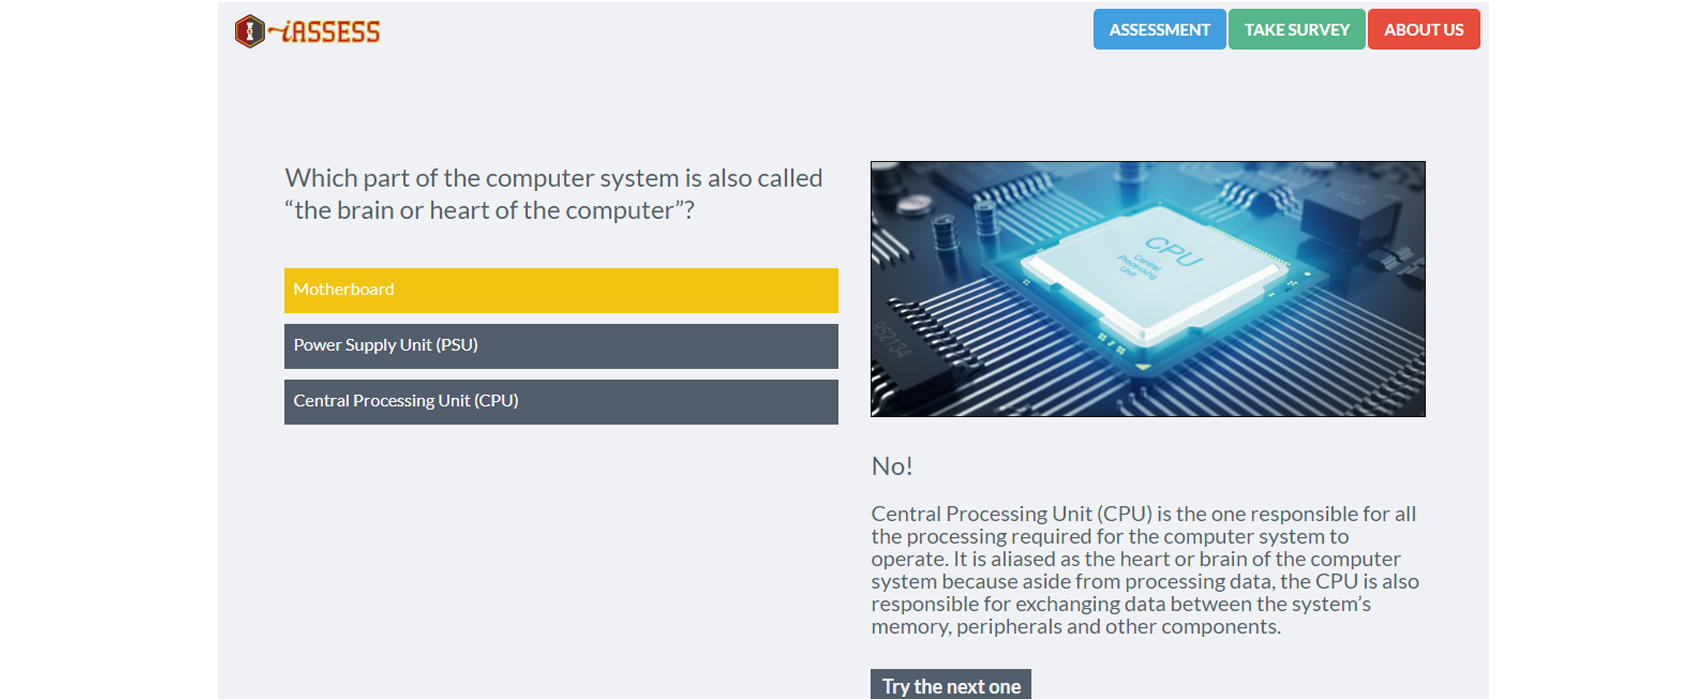 iASSESS
ASSESSMENT
TAKE SURVEY
ABOUT US
Which part of the computer system is also called
“the brain or heart of the computer”?
Motherboard
Power Supply Unit (PSU)
Central Processing Unit (CPU)
CPU
Central
Processing
Unit
952134
No!
Central Processing Unit (CPU) is the one responsible for all
the processing required for the computer system to
operate. It is aliased as the heart or brain of the computer
system because aside from processing data, the CPU is also
responsible for exchanging data between the system’s
memory, peripherals and other components.
Try the next one